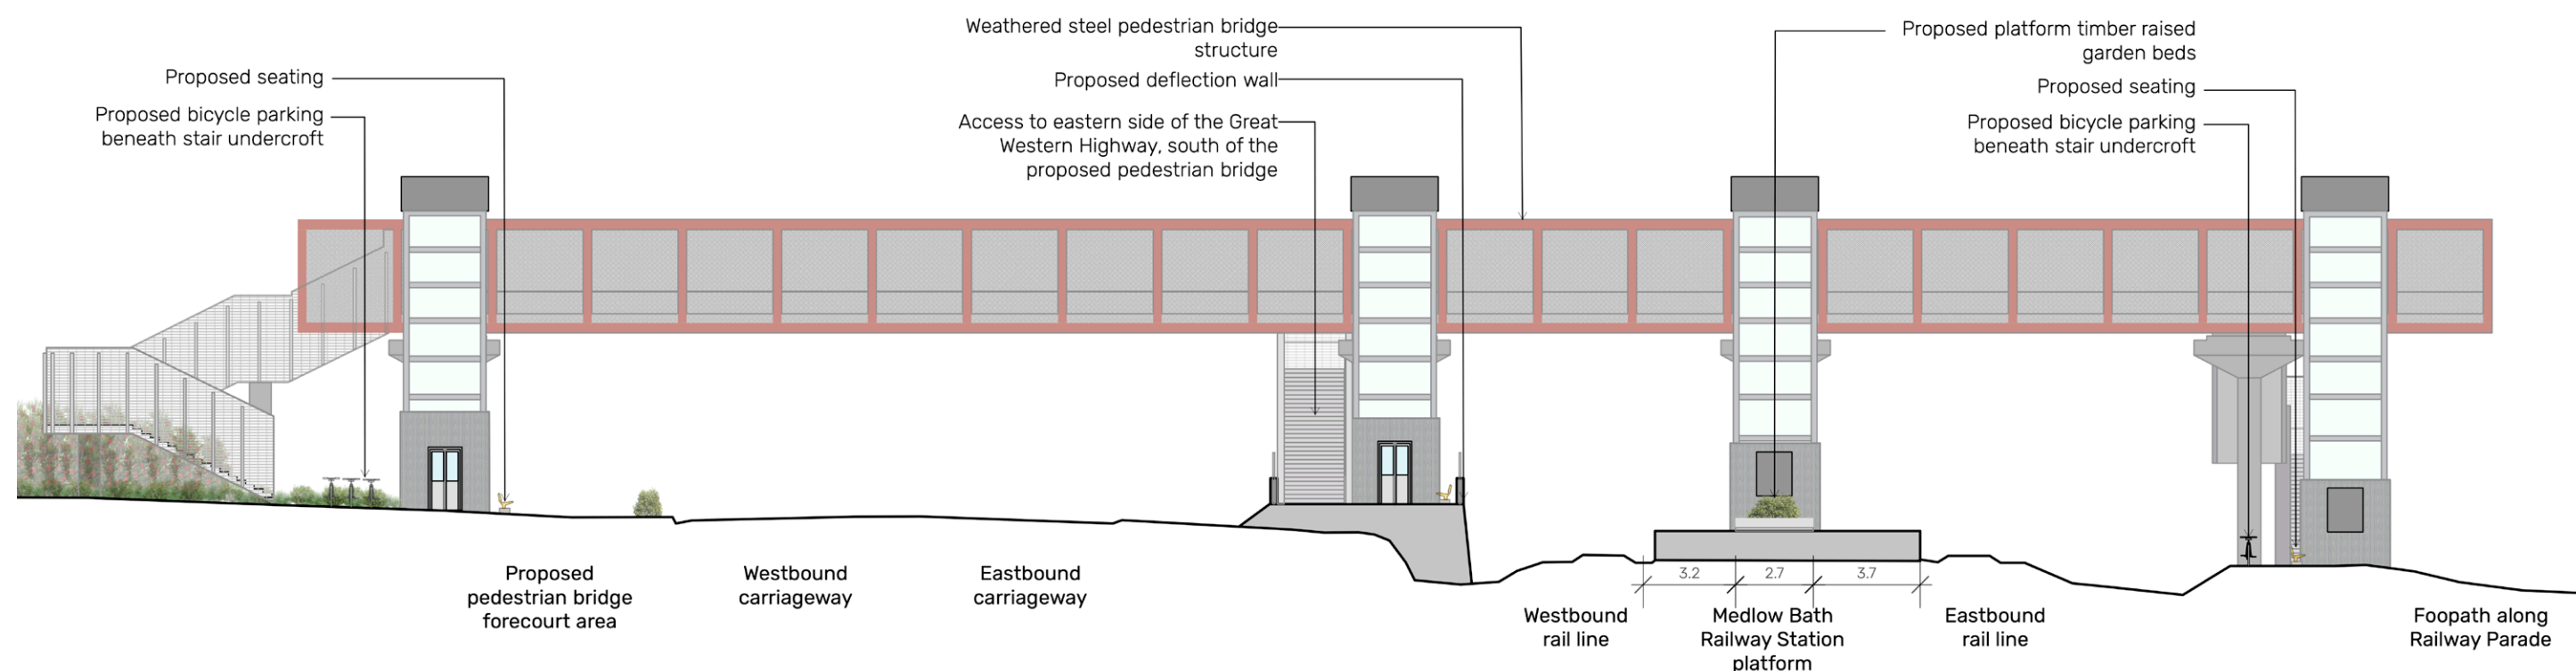 Proposed seating
Proposed bicycle parking
beneath stair undercroft
Weathered steel pedestrian bridge
structure
Proposed deflection wall
Access to eastern side of the Great
Western Highway, south of the
proposed pedestrian bridge
Proposed platform timber raised
garden beds
Proposed seating
Proposed bicycle parking
beneath stair undercroft
Proposed
pedestrian bridge
forecourt area
Westbound
carriageway
Eastbound
carriageway
3.2
2.7
3.7
Westbound
rail line
Medlow Bath
Railway Station
platform
Eastbound
rail line
Foopath along
Railway Parade